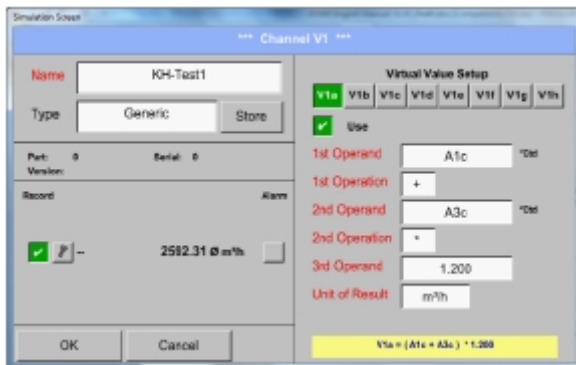 Simulation Screen
*** Channel V1 ***
Name KH-Test1
Type Generic Store
Part: 0 Serial: 0
Version:
Record Alarm
-- 2592.31 Ø m³/h
OK Cancel
Virtual Value Setup
V1a V1b V1c V1d V1e V1f V1g V1h
Use
1st Operand A1c
1st Operation +
2nd Operand A3c
2nd Operation *
3rd Operand 1.200
Unit of Result m³/h
V1a = ( A1c + A3c ) * 1.200